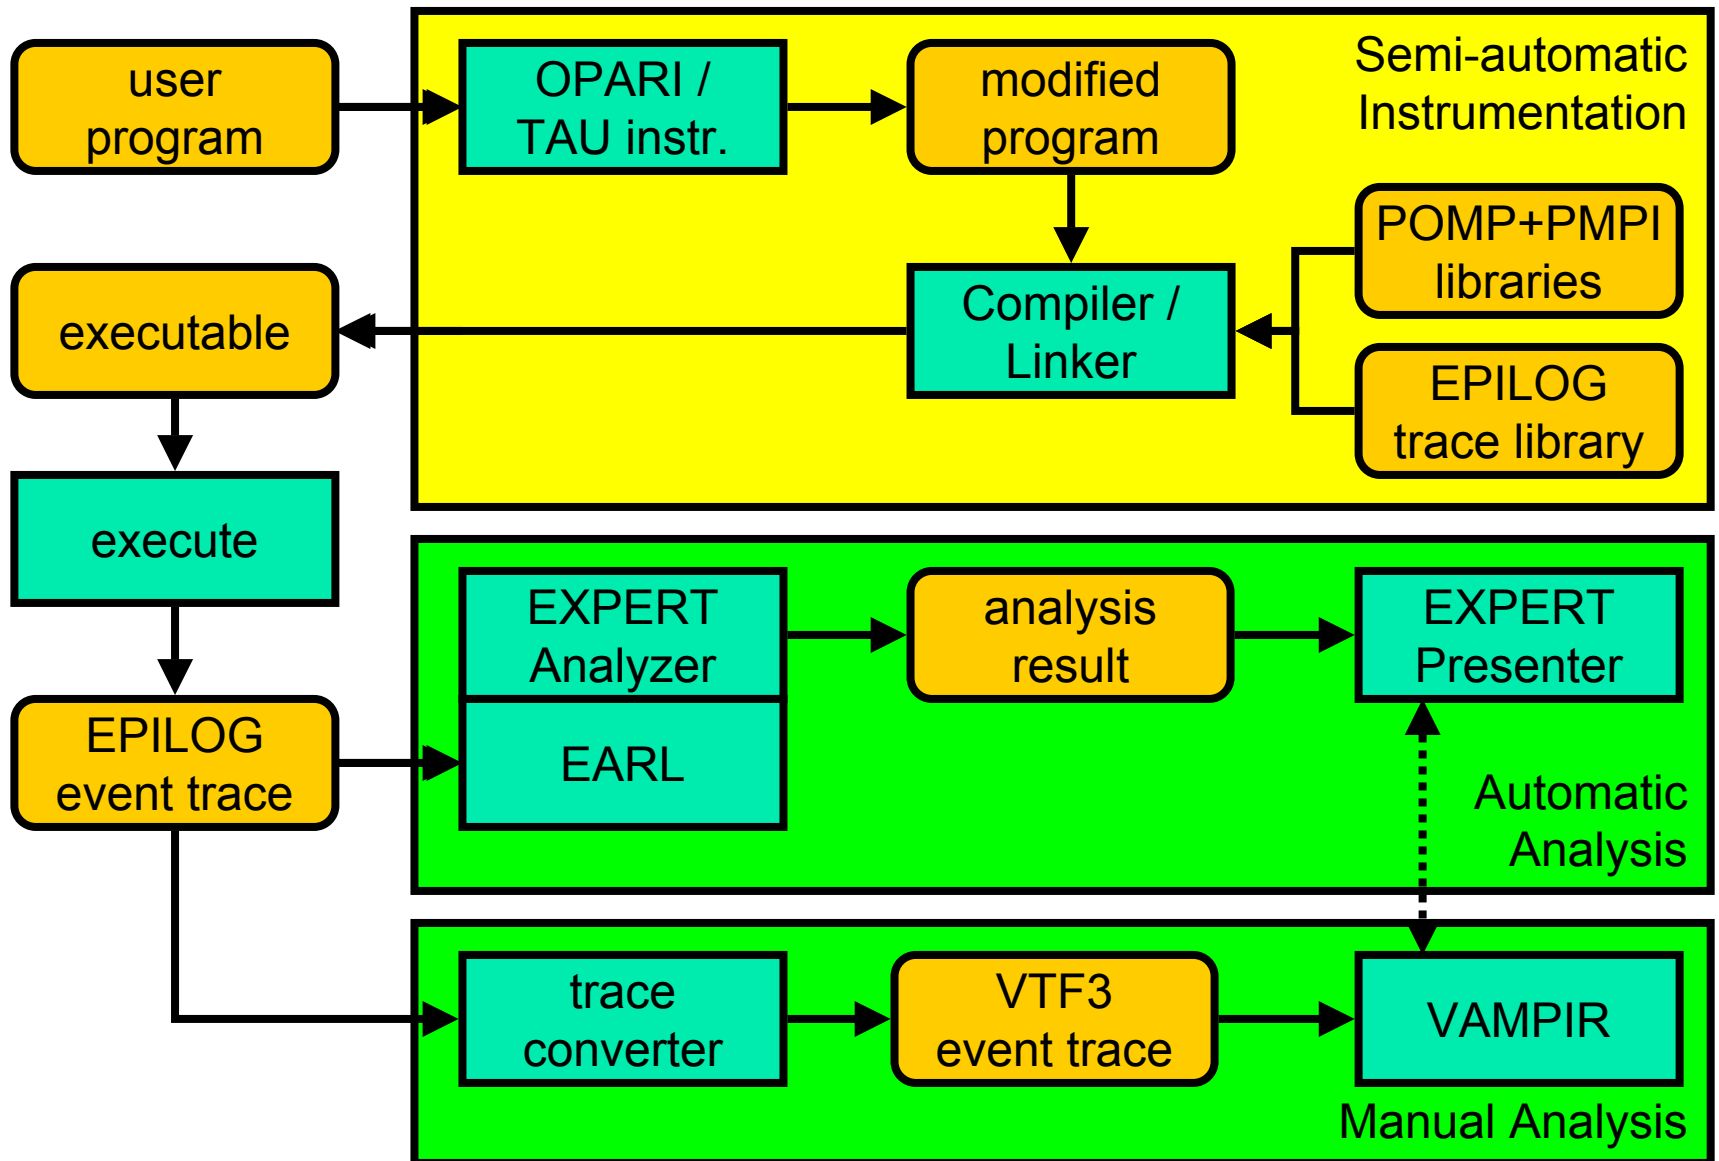 user
program
OPARI /
TAU instr.
modified
program
Semi-automatic
Instrumentation
POMP+PMPI
libraries
executable
Compiler /
Linker
EPILOG
trace library
execute
EXPERT
Analyzer
analysis
result
EXPERT
Presenter
EPILOG
event trace
EARL
Automatic
Analysis
trace
converter
VTF3
event trace
VAMPIR
Manual Analysis